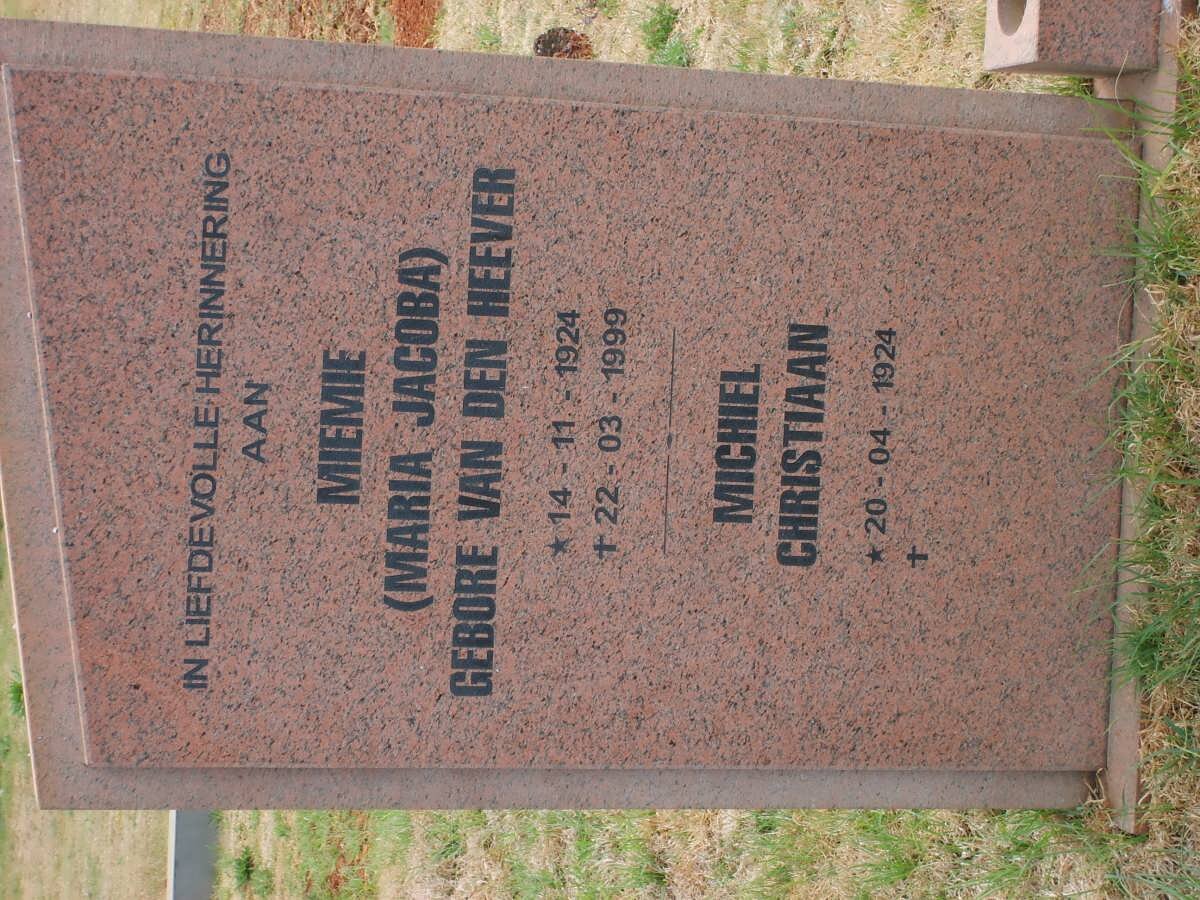 IN LIEFDEVOLLE HERINNERING
AAN
MIEMIE
(MARIA JACOBA)
GEBORE VAN DEN HEEVER
★ 14 - 11 - 1924
✝ 22 - 03 - 1999
MICHIEL
CHRISTIAAN
★ 20 - 04 - 1924
✝